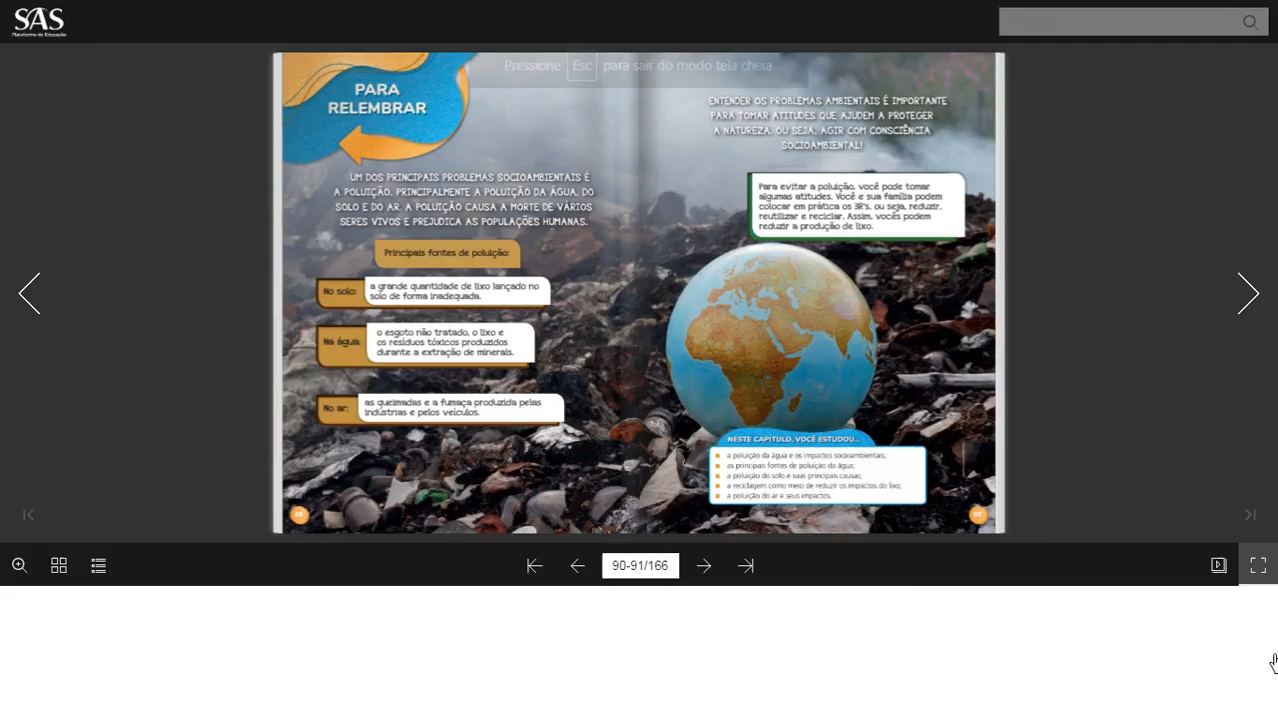 SAS
Plataforma de Educação
Pressione Esc para sair do modo tela cheia
PARA
RELEMBRAR
UM DOS PRINCIPAIS PROBLEMAS SOCIOAMBIENTAIS É
A POLUIÇÃO, PRINCIPALMENTE A POLUIÇÃO DA ÁGUA, DO
SOLO E DO AR. A POLUIÇÃO CAUSA A MORTE DE VÁRIOS
SERES VIVOS E PREJUDICA AS POPULAÇÕES HUMANAS.
Principais fontes de poluição:
No solo:
a grande quantidade de lixo lançado no
solo de forma inadequada.
Na água:
o esgoto não tratado, o lixo e
os resíduos tóxicos produzidos
durante a extração de minerais.
No ar:
as queimadas e a fumaça produzida pelas
indústrias e pelos veículos.
ENTENDER OS PROBLEMAS AMBIENTAIS É IMPORTANTE
PARA TOMAR ATITUDES QUE AJUDEM A PROTEGER
A NATUREZA, OU SEJA, AGIR COM CONSCIÊNCIA
SOCIOAMBIENTAL!
Para evitar a poluição, você pode tomar
algumas atitudes. Você e sua família podem
colocar em prática os 3R's, ou seja, reduzir,
reutilizar e reciclar. Assim, vocês podem
reduzir a produção de lixo.
NESTE CAPÍTULO, VOCÊ ESTUDOU...
a poluição da água e os impactos socioambientais;
as principais fontes de poluição da água;
a poluição do solo e suas principais causas;
a reciclagem como meio de reduzir os impactos do lixo;
a poluição do ar e seus impactos.
90-91/166